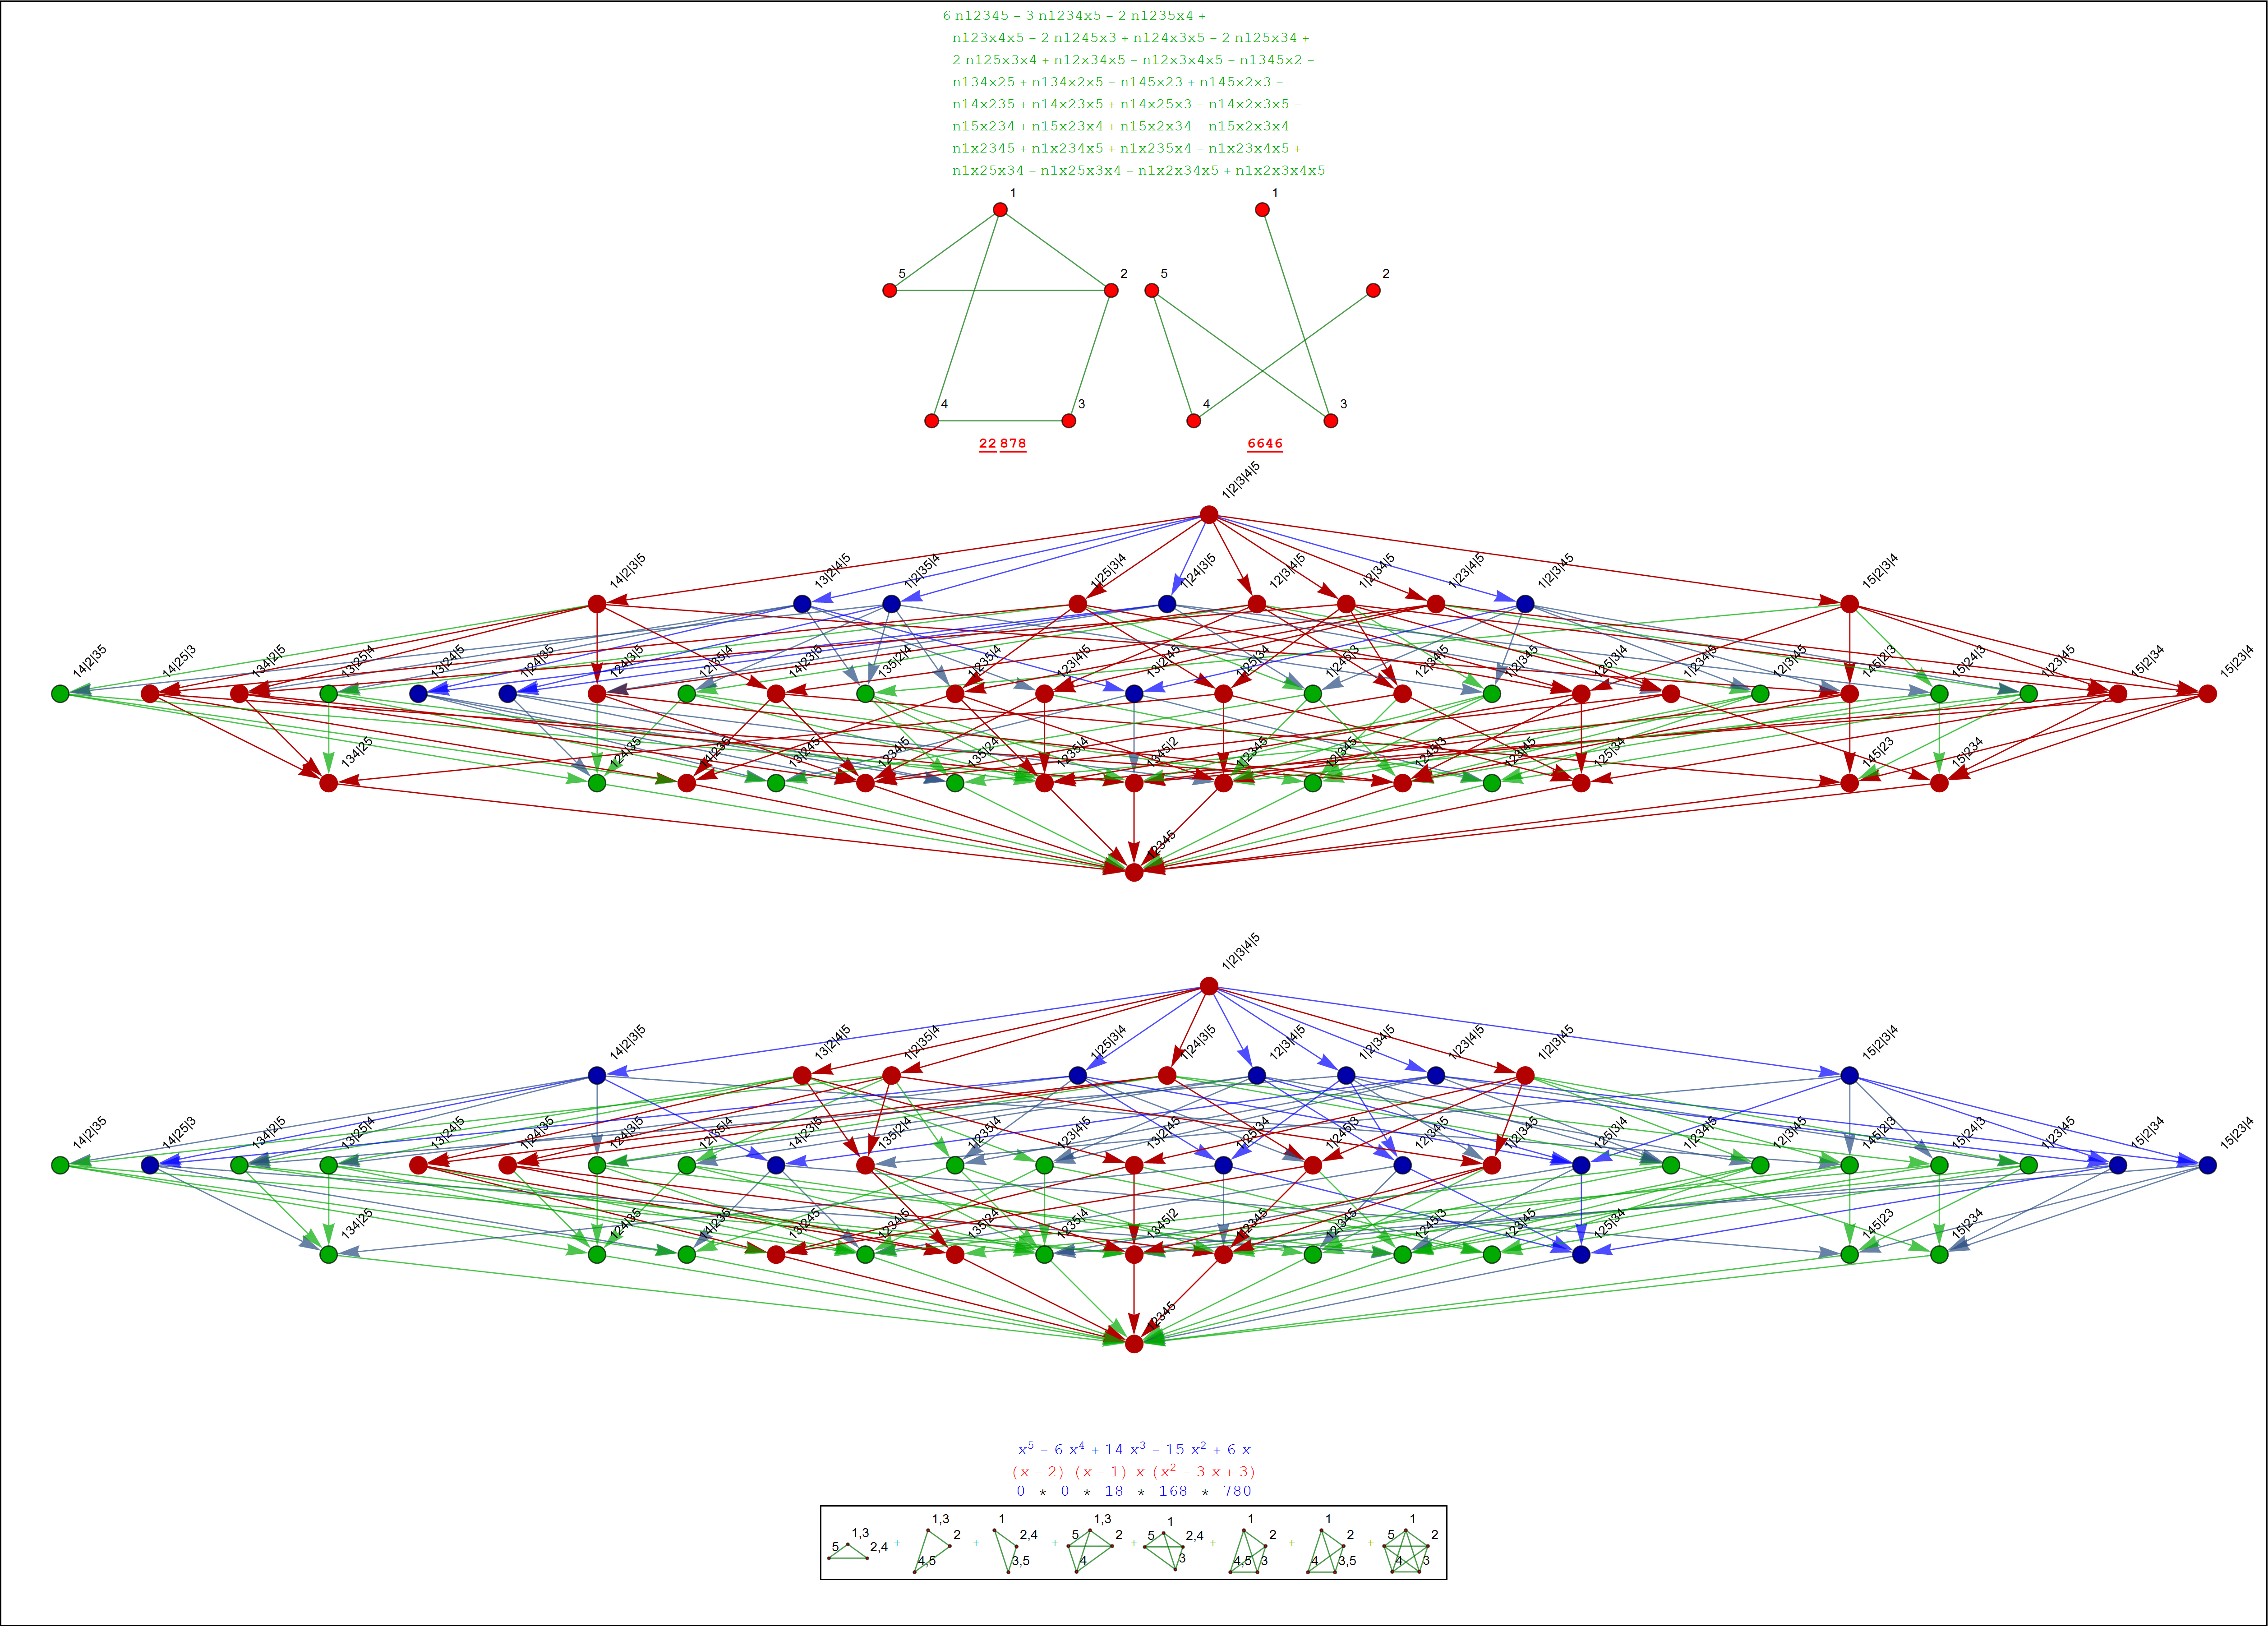 6 n12345 – 3 n1234x5 – 2 n1235x4 +
n123x4x5 – 2 n1245x3 + n124x3x5 – 2 n125x34 +
2 n125x3x4 + n12x34x5 – n12x3x4x5 – n1345x2 –
n134x25 + n134x2x5 – n145x23 + n145x2x3 –
n14x235 + n14x23x5 + n14x25x3 – n14x2x3x5 –
n15x234 + n15x23x4 + n15x2x34 – n15x2x3x4 –
n1x2345 + n1x234x5 + n1x235x4 – n1x23x4x5 +
n1x25x34 – n1x25x3x4 – n1x2x34x5 + n1x2x3x4x5
1 1
5 2 5 2
4 3 4 3
22 878 6646
1|2|3|4|5
14|2|3|5 13|2|4|5 1|2|35|4 1|25|3|4 1|24|3|5 12|3|4|5 1|2|34|5 1|23|4|5 1|2|3|45 15|2|3|4
14|2|35 14|25|3 134|2|5 13|25|4 13|24|5 1|24|35 124|3|5 12|35|4 14|23|5 135|2|4 1|235|4 123|4|5 13|2|45 1|25|34 1|245|3 12|34|5 1|2|345 125|3|4 1|234|5 12|3|45 145|2|3 15|24|3 1|23|45 15|2|34 15|23|4
134|25 124|35 14|235 13|245 1234|5 135|24 1235|4 1345|2 1|2345 12|345 1245|3 123|45 125|34 145|23 15|234
12345
1|2|3|4|5
14|2|3|5 13|2|4|5 1|2|35|4 1|25|3|4 1|24|3|5 12|3|4|5 1|2|34|5 1|23|4|5 1|2|3|45 15|2|3|4
14|2|35 14|25|3 134|2|5 13|25|4 13|24|5 1|24|35 124|3|5 12|35|4 14|23|5 135|2|4 1|235|4 123|4|5 13|2|45 1|25|34 1|245|3 12|34|5 1|2|345 125|3|4 1|234|5 12|3|45 145|2|3 15|24|3 1|23|45 15|2|34 15|23|4
134|25 124|35 14|235 13|245 1234|5 135|24 1235|4 1345|2 1|2345 12|345 1245|3 123|45 125|34 145|23 15|234
12345
x⁵ – 6 x⁴ + 14 x³ – 15 x² + 6 x
(x – 2) (x – 1) x (x² – 3 x + 3)
0 * 0 * 18 * 168 * 780
5 1,3 2,4 + 1,3 2 4,5 + 1 2,4 3,5 + 5 1,3 2 4 + 5 1 2,4 3 + 1 2 4,5 3 + 1 2 4 3,5 + 5 1 2 4 3